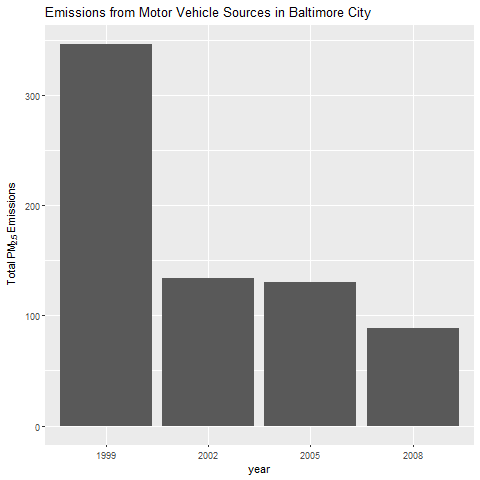 Emissions from Motor Vehicle Sources in Baltimore City
Total PM2.5 Emissions
300
200
100
0
1999 2002 2005 2008
year